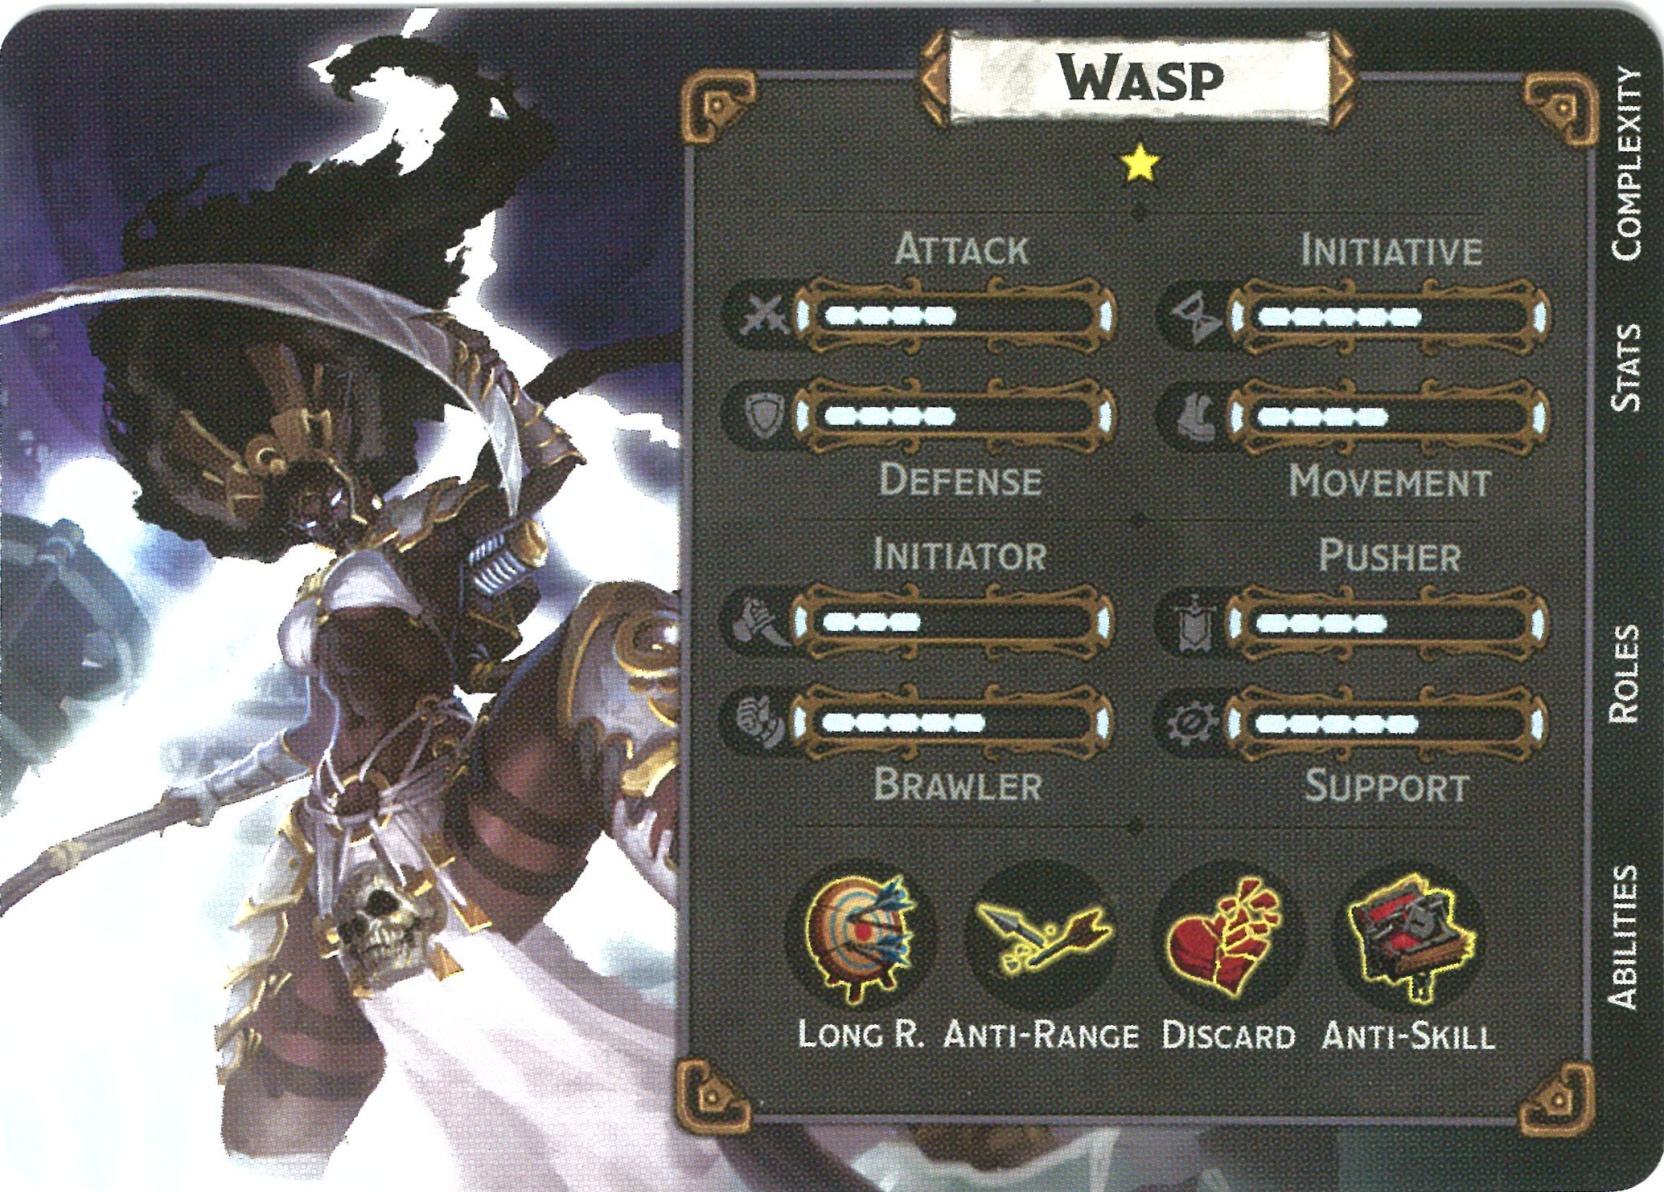 WASP
COMPLEXITY
ATTACK
INITIATIVE
STATS
DEFENSE
MOVEMENT
INITIATOR
PUSHER
ROLES
BRAWLER
SUPPORT
ABILITIES
LONG R.
ANTI-RANGE
DISCARD
ANTI-SKILL